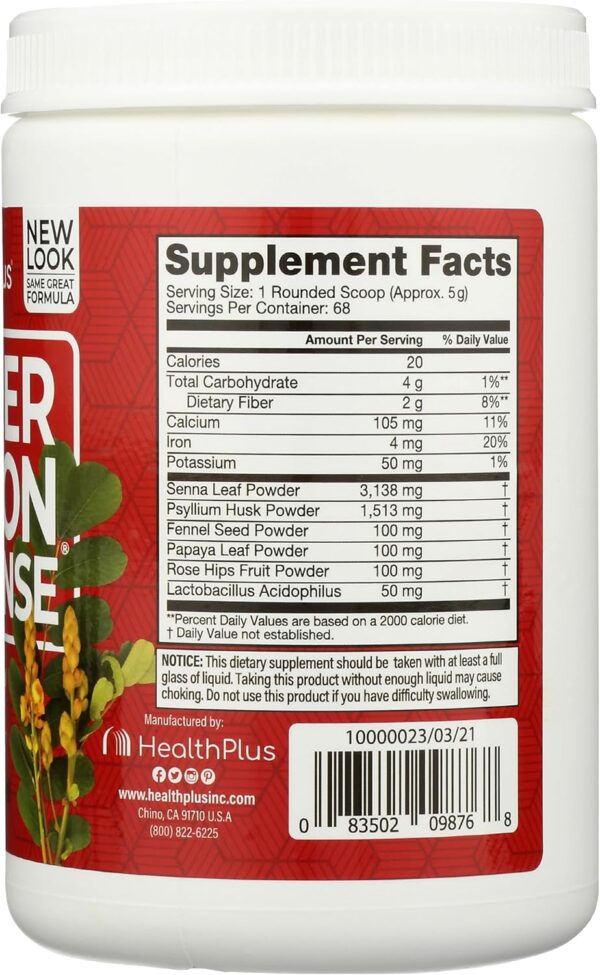 NEW
LOOK
SAME GREAT
FORMULA
Supplement Facts
Serving Size: 1 Rounded Scoop (Approx. 5g)
Servings Per Container: 68
Amount Per Serving % Daily Value
Calories 20
Total Carbohydrate 4 g 1%**
Dietary Fiber 2 g 8%**
Calcium 105 mg 11%
Iron 4 mg 20%
Potassium 50 mg 1%
Senna Leaf Powder 3,138 mg †
Psyllium Husk Powder 1,513 mg †
Fennel Seed Powder 100 mg †
Papaya Leaf Powder 100 mg †
Rose Hips Fruit Powder 100 mg †
Lactobacillus Acidophilus 50 mg †
**Percent Daily Values are based on a 2000 calorie diet.
† Daily Value not established.
NOTICE: This dietary supplement should be taken with at least a full
glass of liquid. Taking this product without enough liquid may cause
choking. Do not use this product if you have difficulty swallowing.
Manufactured by:
HealthPlus
www.healthplusinc.com
Chino, CA 91710 U.S.A
(800) 822-6225
10000023/03/21
0 83502 09876 8
us
ER
ON
NSE®